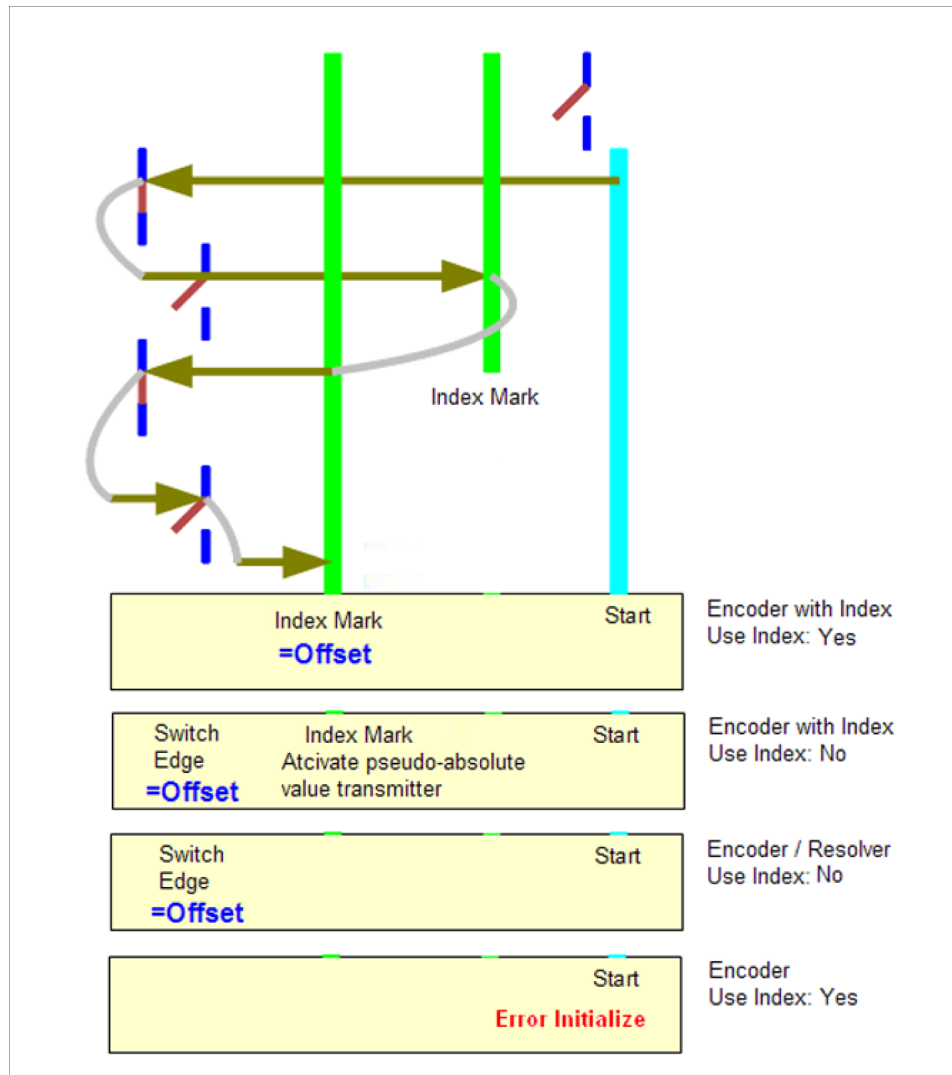 Index Mark
Index Mark
=Offset
Start
Encoder with Index
Use Index: Yes
Switch
Edge
=Offset
Index Mark
Atcivate pseudo-absolute
value transmitter
Start
Encoder with Index
Use Index: No
Switch
Edge
=Offset
Start
Encoder / Resolver
Use Index: No
Start
Error Initialize
Encoder
Use Index: Yes